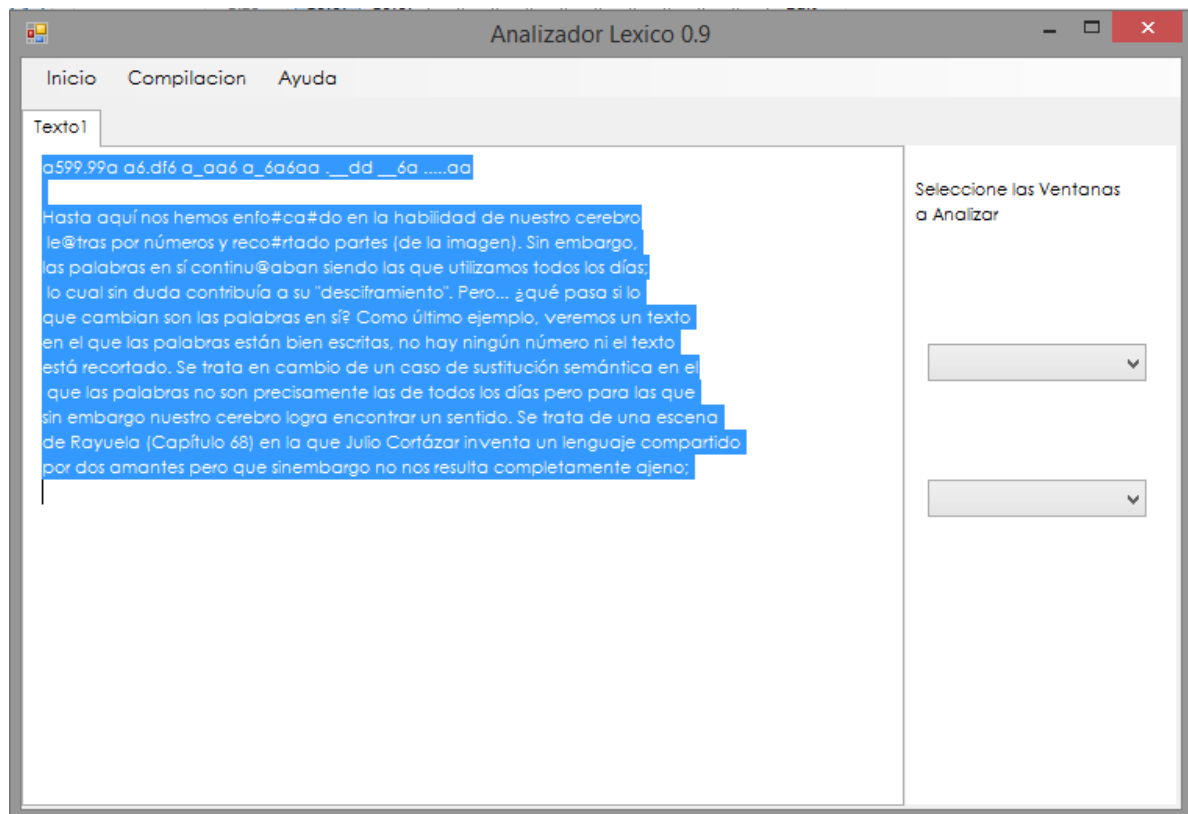 Analizador Lexico 0.9
Inicio Compilacion Ayuda
Texto1
a599.99a a6.df6 a_aa6 a_6a6aa .__dd __6a .....aa
Hasta aquí nos hemos enfo#ca#do en la habilidad de nuestro cerebro
le@tras por números y reco#rtado partes (de la imagen). Sin embargo,
las palabras en sí continu@aban siendo las que utilizamos todos los días;
lo cual sin duda contribuía a su "desciframiento". Pero... ¿qué pasa si lo
que cambian son las palabras en sí? Como último ejemplo, veremos un texto
en el que las palabras están bien escritas, no hay ningún número ni el texto
está recortado. Se trata en cambio de un caso de sustitución semántica en el
que las palabras no son precisamente las de todos los días pero para las que
sin embargo nuestro cerebro logra encontrar un sentido. Se trata de una escena
de Rayuela (Capítulo 68) en la que Julio Cortázar inventa un lenguaje compartido
por dos amantes pero que sinembargo no nos resulta completamente ajeno;
Seleccione las Ventanas
a Analizar